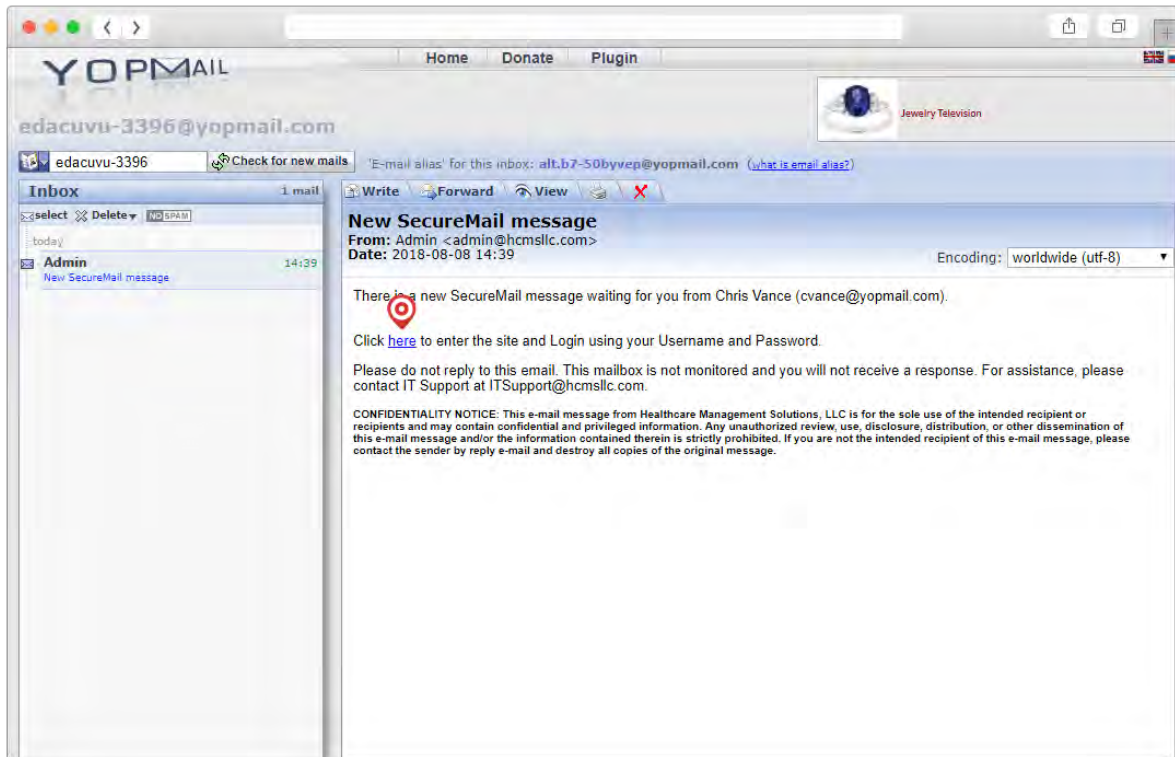 Home Donate Plugin
YOPMAIL
edacuvu-3396@yopmail.com
Jewelry Television
edacuvu-3396 Check for new mails 'E-mail alias' for this inbox: alt.b7-50byvep@yopmail.com (what is email alias?)
Inbox 1 mail
Write Forward View X
select Delete NO SPAM
today
Admin 14:39
New SecureMail message
New SecureMail message
From: Admin <admin@hcmsllc.com>
Date: 2018-08-08 14:39
Encoding: worldwide (utf-8)
There is a new SecureMail message waiting for you from Chris Vance (cvance@yopmail.com).
Click here to enter the site and Login using your Username and Password.
Please do not reply to this email. This mailbox is not monitored and you will not receive a response. For assistance, please
contact IT Support at ITSupport@hcmsllc.com.
CONFIDENTIALITY NOTICE: This e-mail message from Healthcare Management Solutions, LLC is for the sole use of the intended recipient or
recipients and may contain confidential and privileged information. Any unauthorized review, use, disclosure, distribution, or other dissemination of
this e-mail message and/or the information contained therein is strictly prohibited. If you are not the intended recipient of this e-mail message, please
contact the sender by reply e-mail and destroy all copies of the original message.